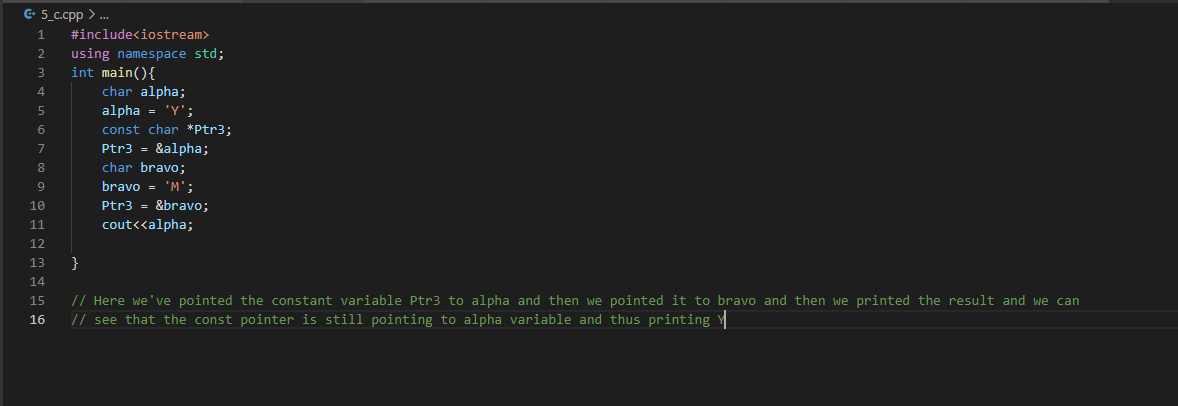 5_c.cpp > ...
1 #include<iostream>
2 using namespace std;
3 int main(){
4 char alpha;
5 alpha = 'Y';
6 const char *Ptr3;
7 Ptr3 = &alpha;
8 char bravo;
9 bravo = 'M';
10 Ptr3 = &bravo;
11 cout<<alpha;
12
13 }
14
15 // Here we've pointed the constant variable Ptr3 to alpha and then we pointed it to bravo and then we printed the result and we can
16 // see that the const pointer is still pointing to alpha variable and thus printing Y